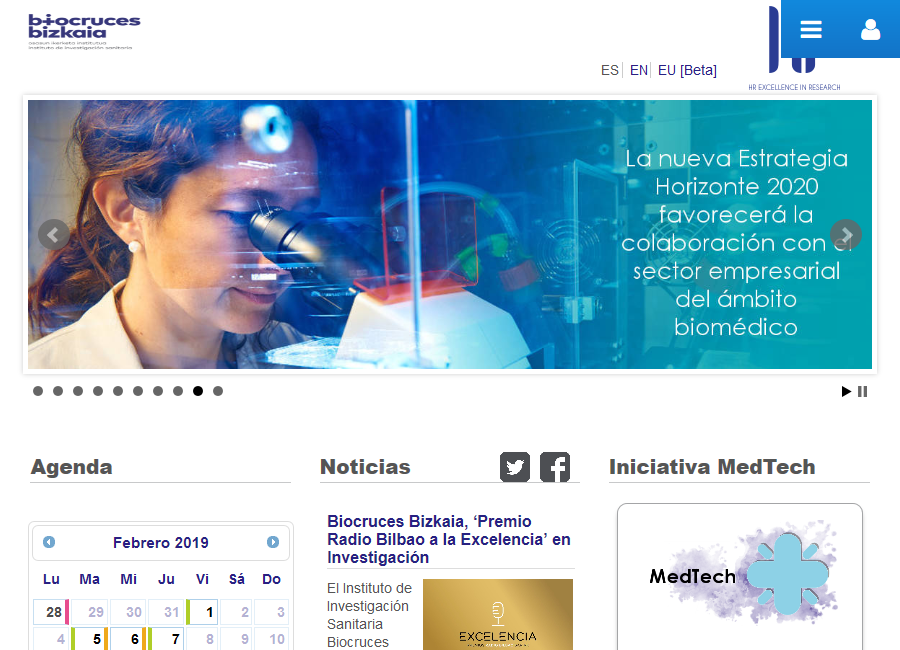 biocruces
bizkaia
osasun ikerketa institutua
instituto de investigación sanitaria
ES EN EU [Beta]
HR EXCELLENCE IN RESEARCH
La nueva Estrategia
Horizonte 2020
favorecerá la
colaboración con el
sector empresarial
del ámbito
biomédico
Agenda
Febrero 2019
Lu Ma Mi Ju Vi Sá Do
28 29 30 31 1 2 3
4 5 6 7 8 9 10
Noticias
Biocruces Bizkaia, ‘Premio
Radio Bilbao a la Excelencia’ en
Investigación
El Instituto de
Investigación
Sanitaria
Biocruces
EXCELENCIA
Iniciativa MedTech
MedTech